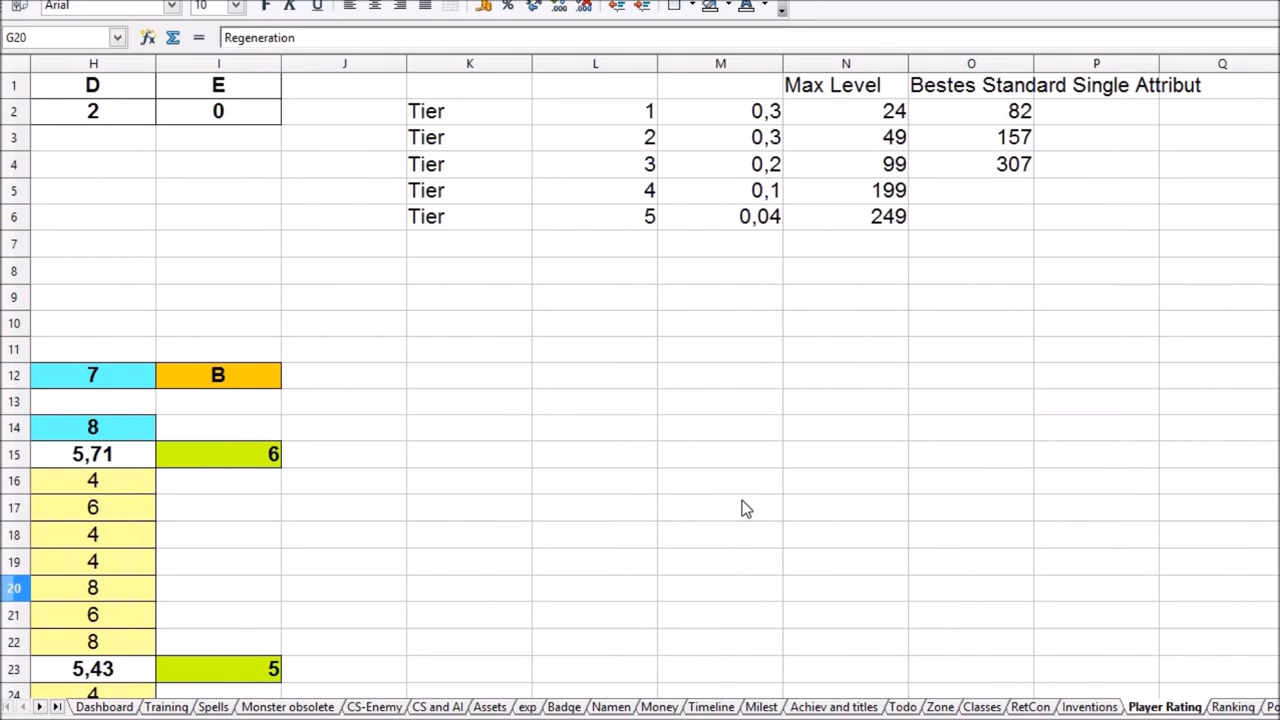 Arial 10
G20 Regeneration
H I J K L M N O P Q
1 D E Max Level Bestes Standard Single Attribut
2 2 0 Tier 1 0,3 24 82
3 Tier 2 0,3 49 157
4 Tier 3 0,2 99 307
5 Tier 4 0,1 199
6 Tier 5 0,04 249
7
8
9
10
11
12 7 B
13
14 8
15 5,71 6
16 4
17 6
18 4
19 4
20 8
21 6
22 8
23 5,43 5
24 4
Dashboard Training Spells Monster obsolete CS-Enemy CS and AI Assets exp Badge Namen Money Timeline Milest Achiev and titles Todo Zone Classes RetCon Inventions Player Rating Ranking